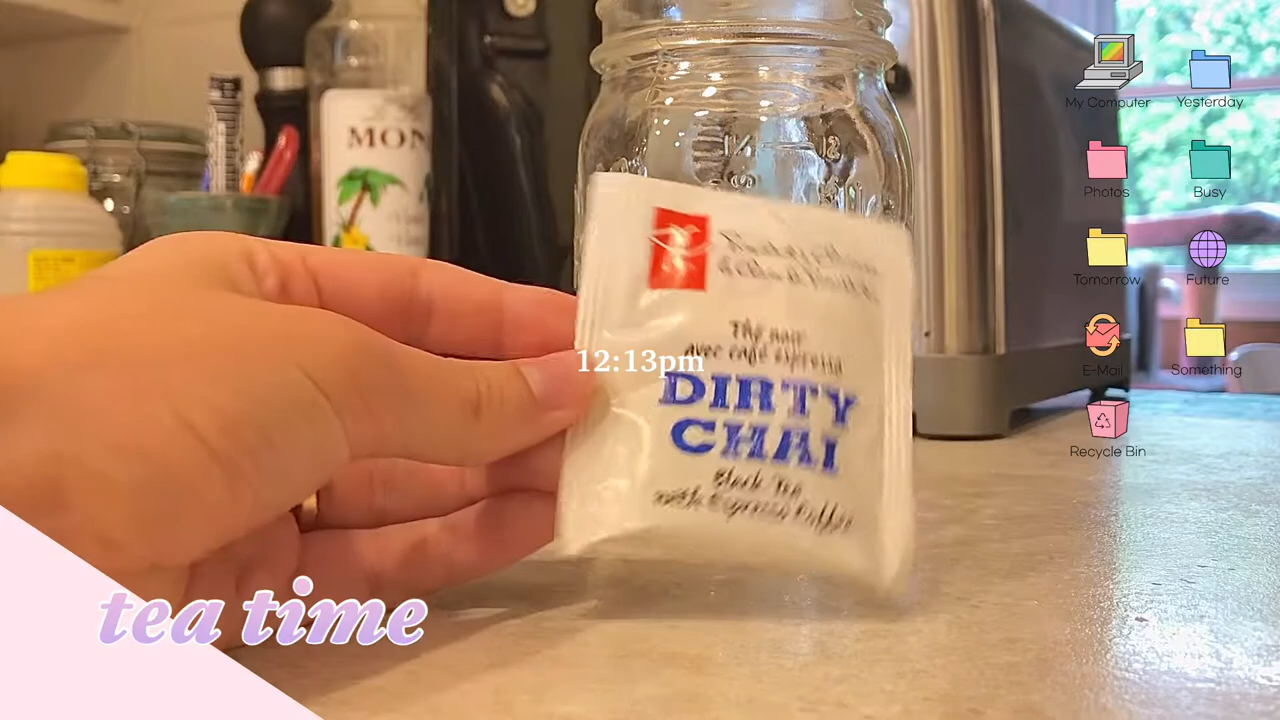 MON
My Computer
Yesterday
Photos
Busy
Tomorrow
Future
E-Mail
Something
Recycle Bin
Thé noir
avec café espresso
12:13pm
DIRTY
CHAI
Black Tea
with Espresso Coffee
tea time